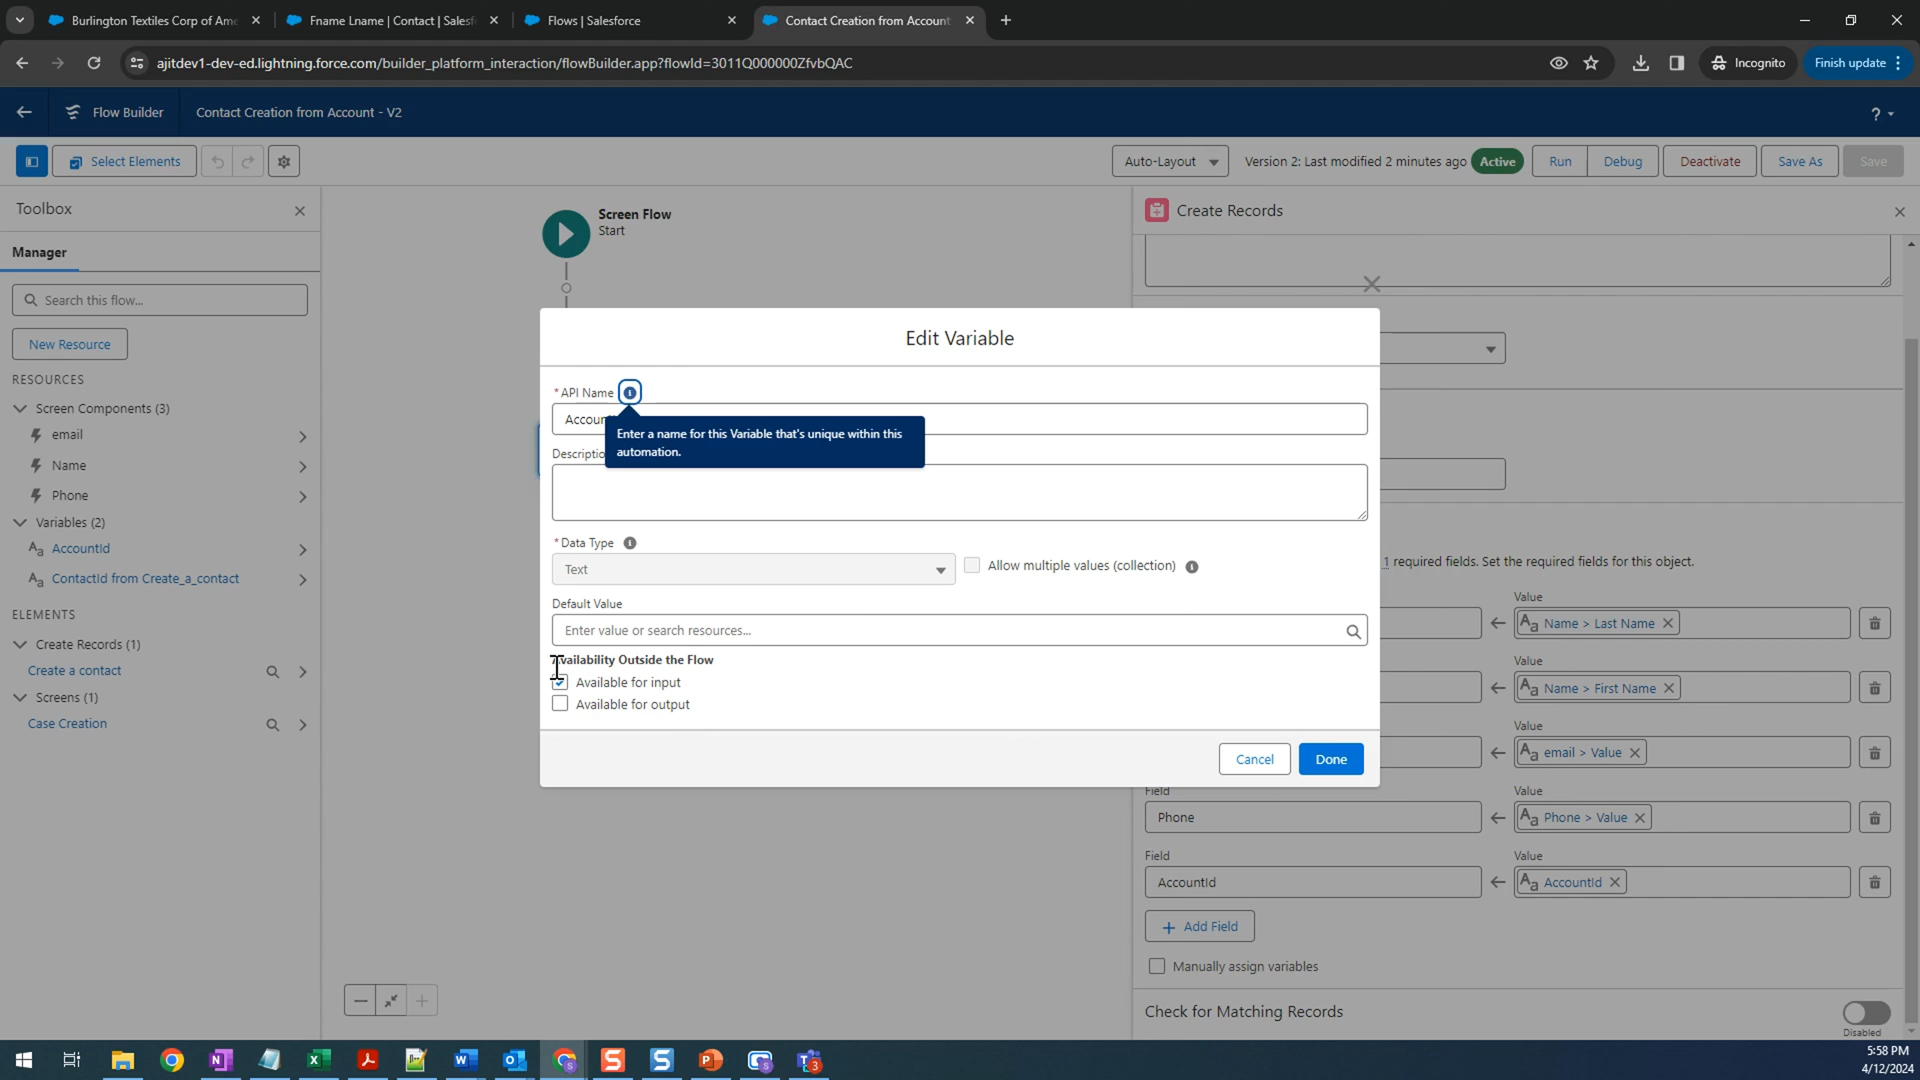 Burlington Textiles Corp of Ame
Fname Lname | Contact | Salesf
Flows | Salesforce
Contact Creation from Account
ajitdev1-dev-ed.lightning.force.com/builder_platform_interaction/flowBuilder.app?flowId=3011Q000000ZfvbQAC
Incognito
Finish update
Flow Builder
Contact Creation from Account - V2
?
Select Elements
Auto-Layout
Version 2: Last modified 2 minutes ago
Active
Run
Debug
Deactivate
Save As
Save
Toolbox
Manager
Search this flow...
New Resource
RESOURCES
Screen Components (3)
email
Name
Phone
Variables (2)
Aa AccountId
Aa ContactId from Create_a_contact
ELEMENTS
Create Records (1)
Create a contact
Screens (1)
Case Creation
Screen Flow
Start
Edit Variable
* API Name
Accoun
Enter a name for this Variable that's unique within this
automation.
Descriptio
* Data Type
Text
Allow multiple values (collection)
Default Value
Enter value or search resources...
Availability Outside the Flow
Available for input
Available for output
Cancel
Done
Create Records
1 required fields. Set the required fields for this object.
Value
Aa Name > Last Name
Value
Aa Name > First Name
Value
Aa email > Value
Field
Value
Phone
Aa Phone > Value
Field
Value
AccountId
Aa AccountId
+ Add Field
Manually assign variables
Check for Matching Records
Disabled
5:58 PM
4/12/2024